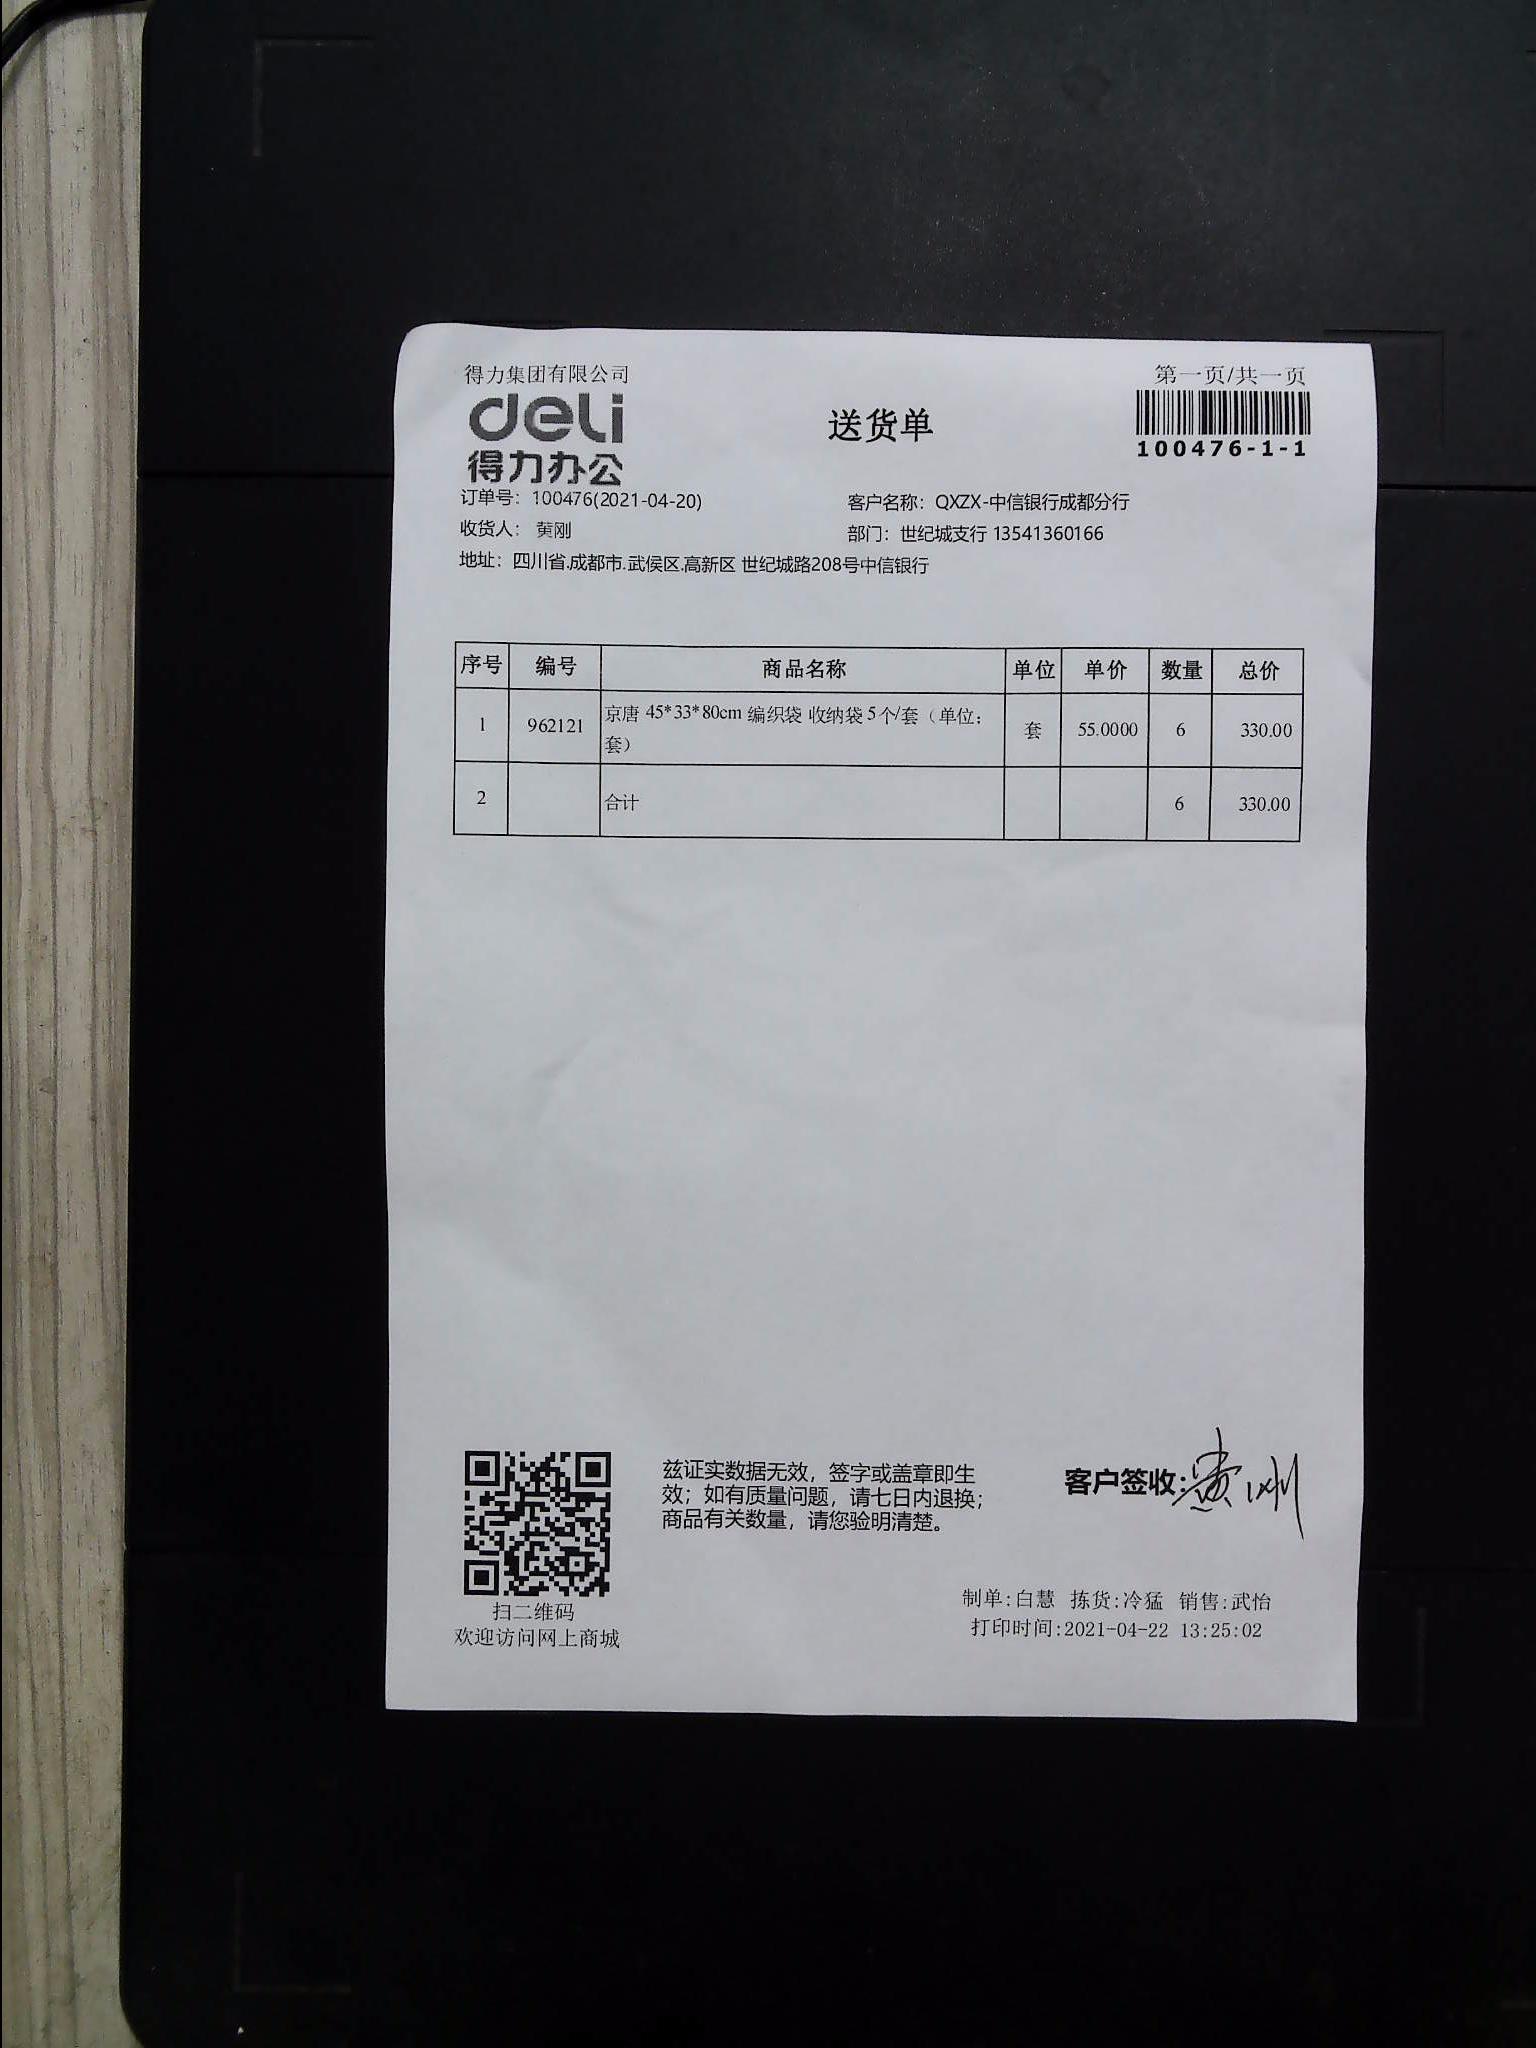 得力集团有限公司
第一页/共一页
deli
得力办公
送货单
100476-1-1
订单号：100476(2021-04-20)
客户名称：QXZX-中信银行成都分行
收货人： 黄刚
部门：世纪城支行 13541360166
地址：四川省.成都市.武侯区.高新区 世纪城路208号中信银行
序号 编号 商品名称 单位 单价 数量 总价
1 962121 京唐 45*33*80cm 编织袋 收纳袋 5个/套（单位：
套） 套 55.0000 6 330.00
2 合计 6 330.00
兹证实数据无效，签字或盖章即生
效；如有质量问题，请七日内退换；
商品有关数量，请您验明清楚。
客户签收：黄刚
扫二维码
欢迎访问网上商城
制单:白慧 拣货:冷猛 销售:武怡
打印时间:2021-04-22 13:25:02